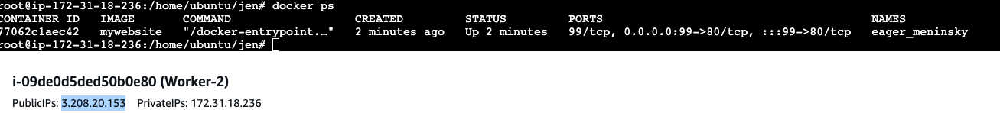 root@ip-172-31-18-236:/home/ubuntu/jen# docker ps
CONTAINER ID   IMAGE       COMMAND                  CREATED         STATUS         PORTS                                       NAMES
77062c1aec42   mywebsite   "/docker-entrypoint.…"   2 minutes ago   Up 2 minutes   99/tcp, 0.0.0.0:99->80/tcp, :::99->80/tcp   eager_meninsky
root@ip-172-31-18-236:/home/ubuntu/jen#
i-09de0d5ded50b0e80 (Worker-2)
PublicIPs: 3.208.20.153 PrivateIPs: 172.31.18.236